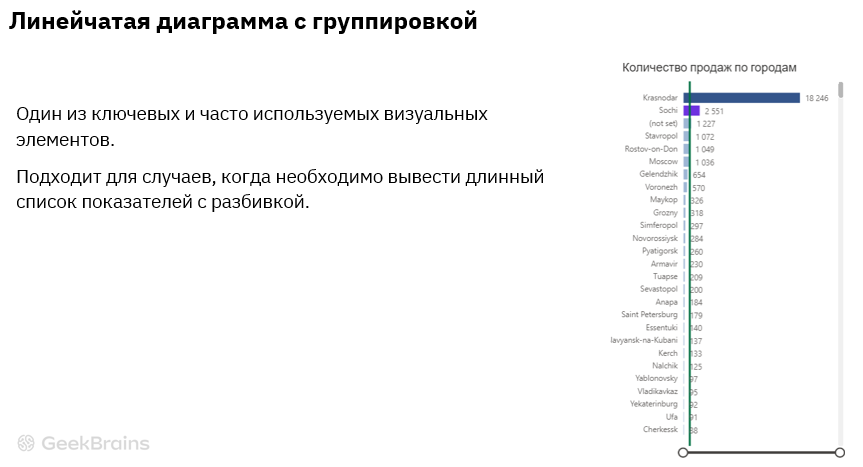 Линейчатая диаграмма с группировкой
Один из ключевых и часто используемых визуальных
элементов.
Подходит для случаев, когда необходимо вывести длинный
список показателей с разбивкой.
Количество продаж по городам
Krasnodar 18 246
Sochi 2 551
(not set) 1 227
Stavropol 1 072
Rostov-on-Don 1 049
Moscow 1 036
Gelendzhik 654
Voronezh 570
Maykop 326
Grozny 318
Simferopol 297
Novorossiysk 284
Pyatigorsk 260
Armavir 230
Tuapse 209
Sevastopol 200
Anapa 184
Saint Petersburg 179
Essentuki 140
lavyansk-na-Kubani 137
Kerch 133
Nalchik 125
Yablonovsky 97
Vladikavkaz 95
Yekaterinburg 92
Ufa 91
Cherkessk 88
GeekBrains